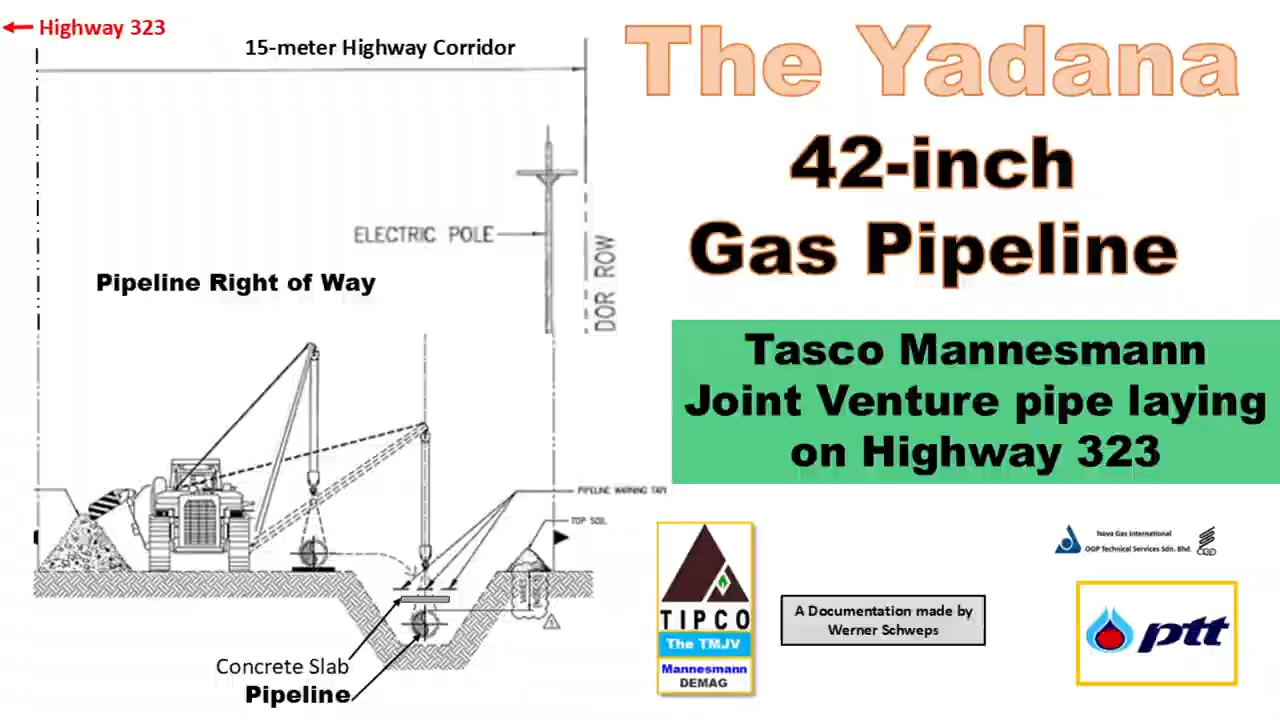 Highway 323
15-meter Highway Corridor
ELECTRIC POLE
DOR ROW
Pipeline Right of Way
PIPELINE WARNING TAPE
TOP SOIL
Concrete Slab
Pipeline
The Yadana
42-inch
Gas Pipeline
Tasco Mannesmann
Joint Venture pipe laying
on Highway 323
TIPCO
The TMJV
Mannesmann
DEMAG
A Documentation made by
Werner Schweps
Nova Gas International
OGP Technical Services Sdn. Bhd.
CGD
ptt